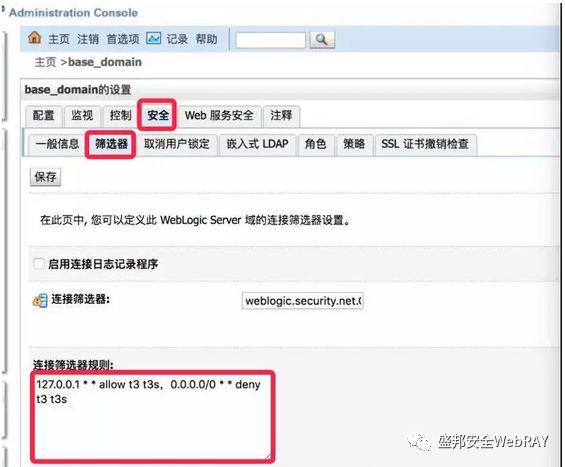 Administration Console
主页 注销 首选项 记录 帮助
主页 >base_domain
base_domain的设置
配置 监视 控制 安全 Web 服务安全 注释
一般信息 筛选器 取消用户锁定 嵌入式 LDAP 角色 策略 SSL 证书撤销检查
保存
在此页中, 您可以定义此 WebLogic Server 域的连接筛选器设置。
启用连接日志记录程序
连接筛选器: weblogic.security.net.
连接筛选器规则:
127.0.0.1 * * allow t3 t3s，0.0.0.0/0 * * deny
t3 t3s
盛邦安全WebRAY